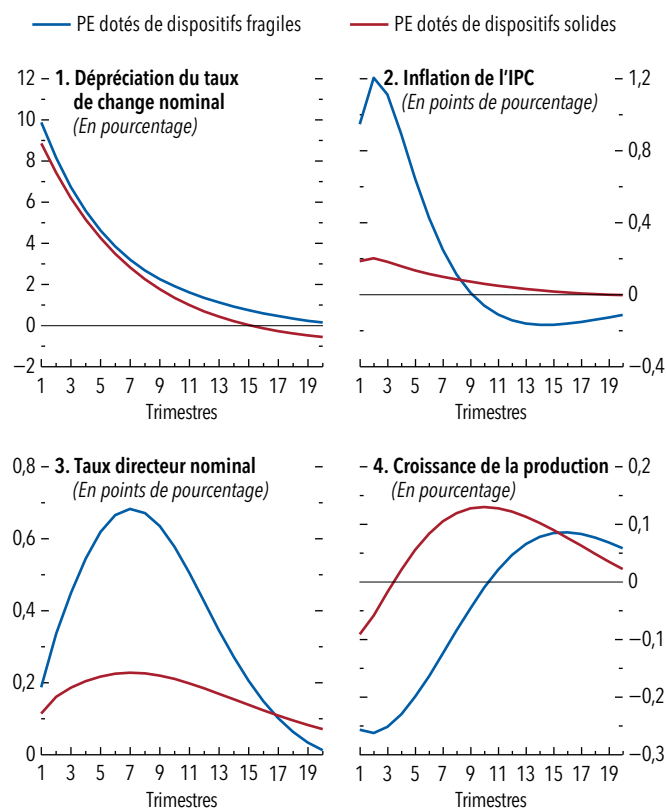 PE dotés de dispositifs fragiles
PE dotés de dispositifs solides
1. Dépréciation du taux
de change nominal
(En pourcentage)
12
10
8
6
4
2
0
−2
1 3 5 7 9 11 13 15 17 19
Trimestres
2. Inflation de l’IPC
(En points de pourcentage)
1,2
0,8
0,4
0
−0,4
1 3 5 7 9 11 13 15 17 19
Trimestres
3. Taux directeur nominal
(En points de pourcentage)
0,8
0,6
0,4
0,2
0
1 3 5 7 9 11 13 15 17 19
Trimestres
4. Croissance de la production
(En pourcentage)
0,2
0,1
0
−0,1
−0,2
−0,3
1 3 5 7 9 11 13 15 17 19
Trimestres